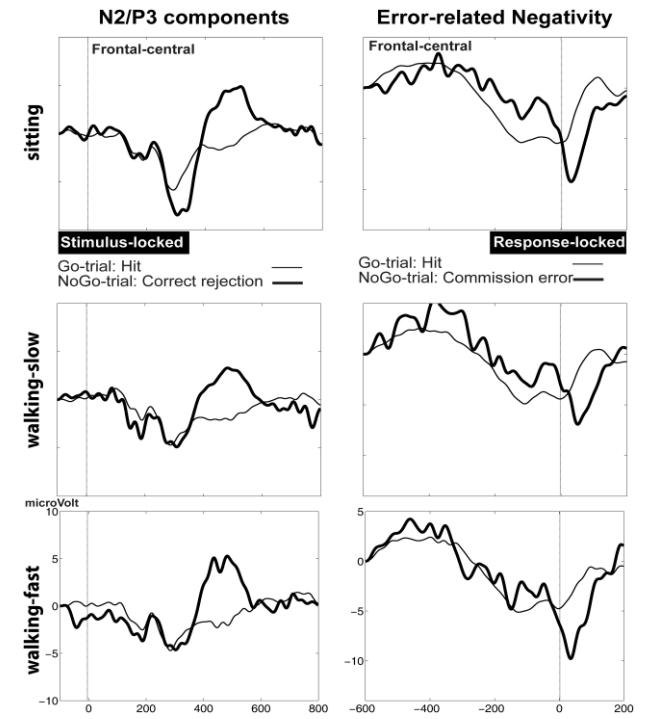 N2/P3 components
Error-related Negativity
Frontal-central
Frontal-central
sitting
Stimulus-locked
Response-locked
Go-trial: Hit
NoGo-trial: Correct rejection
Go-trial: Hit
NoGo-trial: Commission error
walking-slow
microVolt
walking-fast
10
5
0
−5
−10
0
200
400
600
800
5
0
−5
−10
−600
−400
−200
0
200